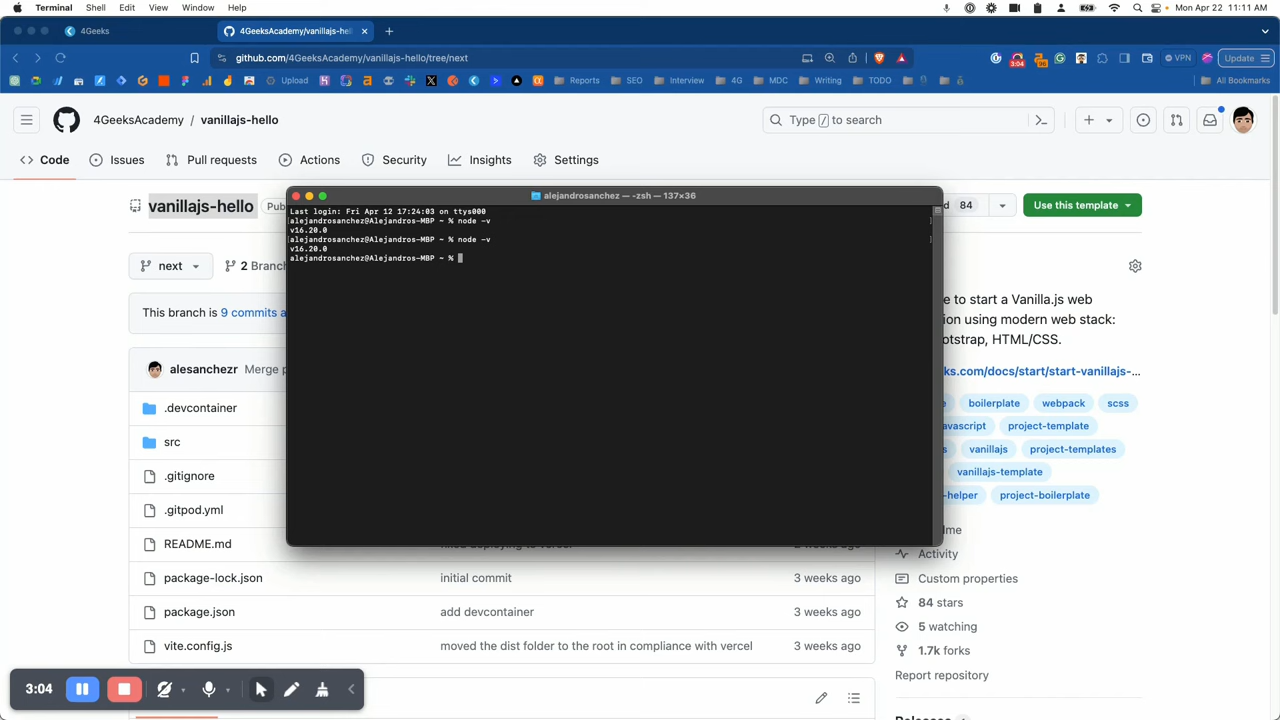 Terminal Shell Edit View Window Help Mon Apr 22 11:11 AM
4Geeks 4GeeksAcademy/vanillajs-hel
github.com/4GeeksAcademy/vanillajs-hello/tree/next 3:04 VPN Update
Upload Reports SEO Interview 4G MDC Writing TODO All Bookmarks
4GeeksAcademy / vanillajs-hello Type / to search
Code Issues Pull requests Actions Security Insights Settings
vanillajs-hello Pub
d 84 Use this template
alejandrosanchez — -zsh — 137×36
Last login: Fri Apr 12 17:24:03 on ttys000
[alejandrosanchez@Alejandros-MBP ~ % node -v ]
v16.20.0
[alejandrosanchez@Alejandros-MBP ~ % node -v ]
v16.20.0
alejandrosanchez@Alejandros-MBP ~ %
next 2 Branch
This branch is 9 commits a
e to start a Vanilla.js web
ion using modern web stack:
otstrap, HTML/CSS.
ks.com/docs/start/start-vanillajs-...
e boilerplate webpack scss
avascript project-template
s vanillajs project-templates
vanillajs-template
-helper project-boilerplate
alesanchezr Merge p
.devcontainer
src
.gitignore
.gitpod.yml
README.md 3 weeks ago
package-lock.json initial commit 3 weeks ago
package.json add devcontainer 3 weeks ago
vite.config.js moved the dist folder to the root in compliance with vercel 3 weeks ago
me
Activity
Custom properties
84 stars
5 watching
1.7k forks
Report repository
3:04